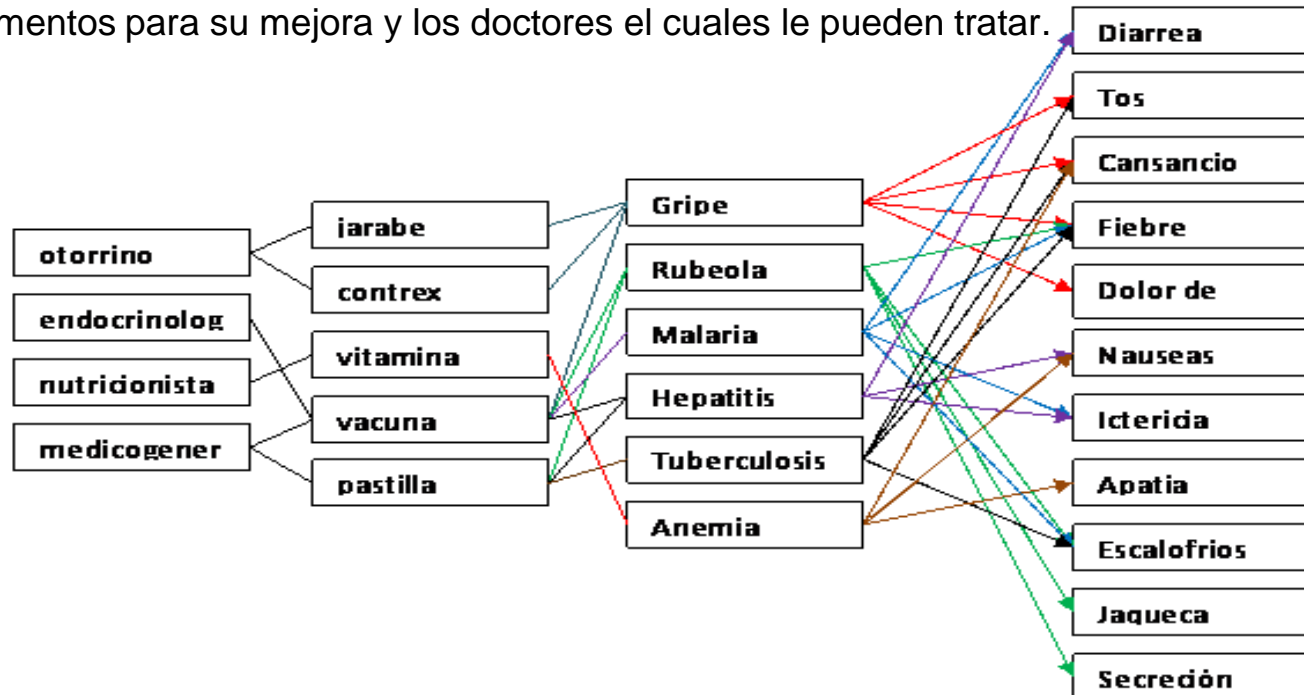 mentos para su mejora y los doctores el cuales le pueden tratar.
otorrino
endocrinolog
nutricionista
medicogener
jarabe
contrex
vitamina
vacuna
pastilla
Gripe
Rubeola
Malaria
Hepatitis
Tuberculosis
Anemia
Diarrea
Tos
Cansancio
Fiebre
Dolor de
Nauseas
Ictericia
Apatia
Escalofrios
Jaqueca
Secreción